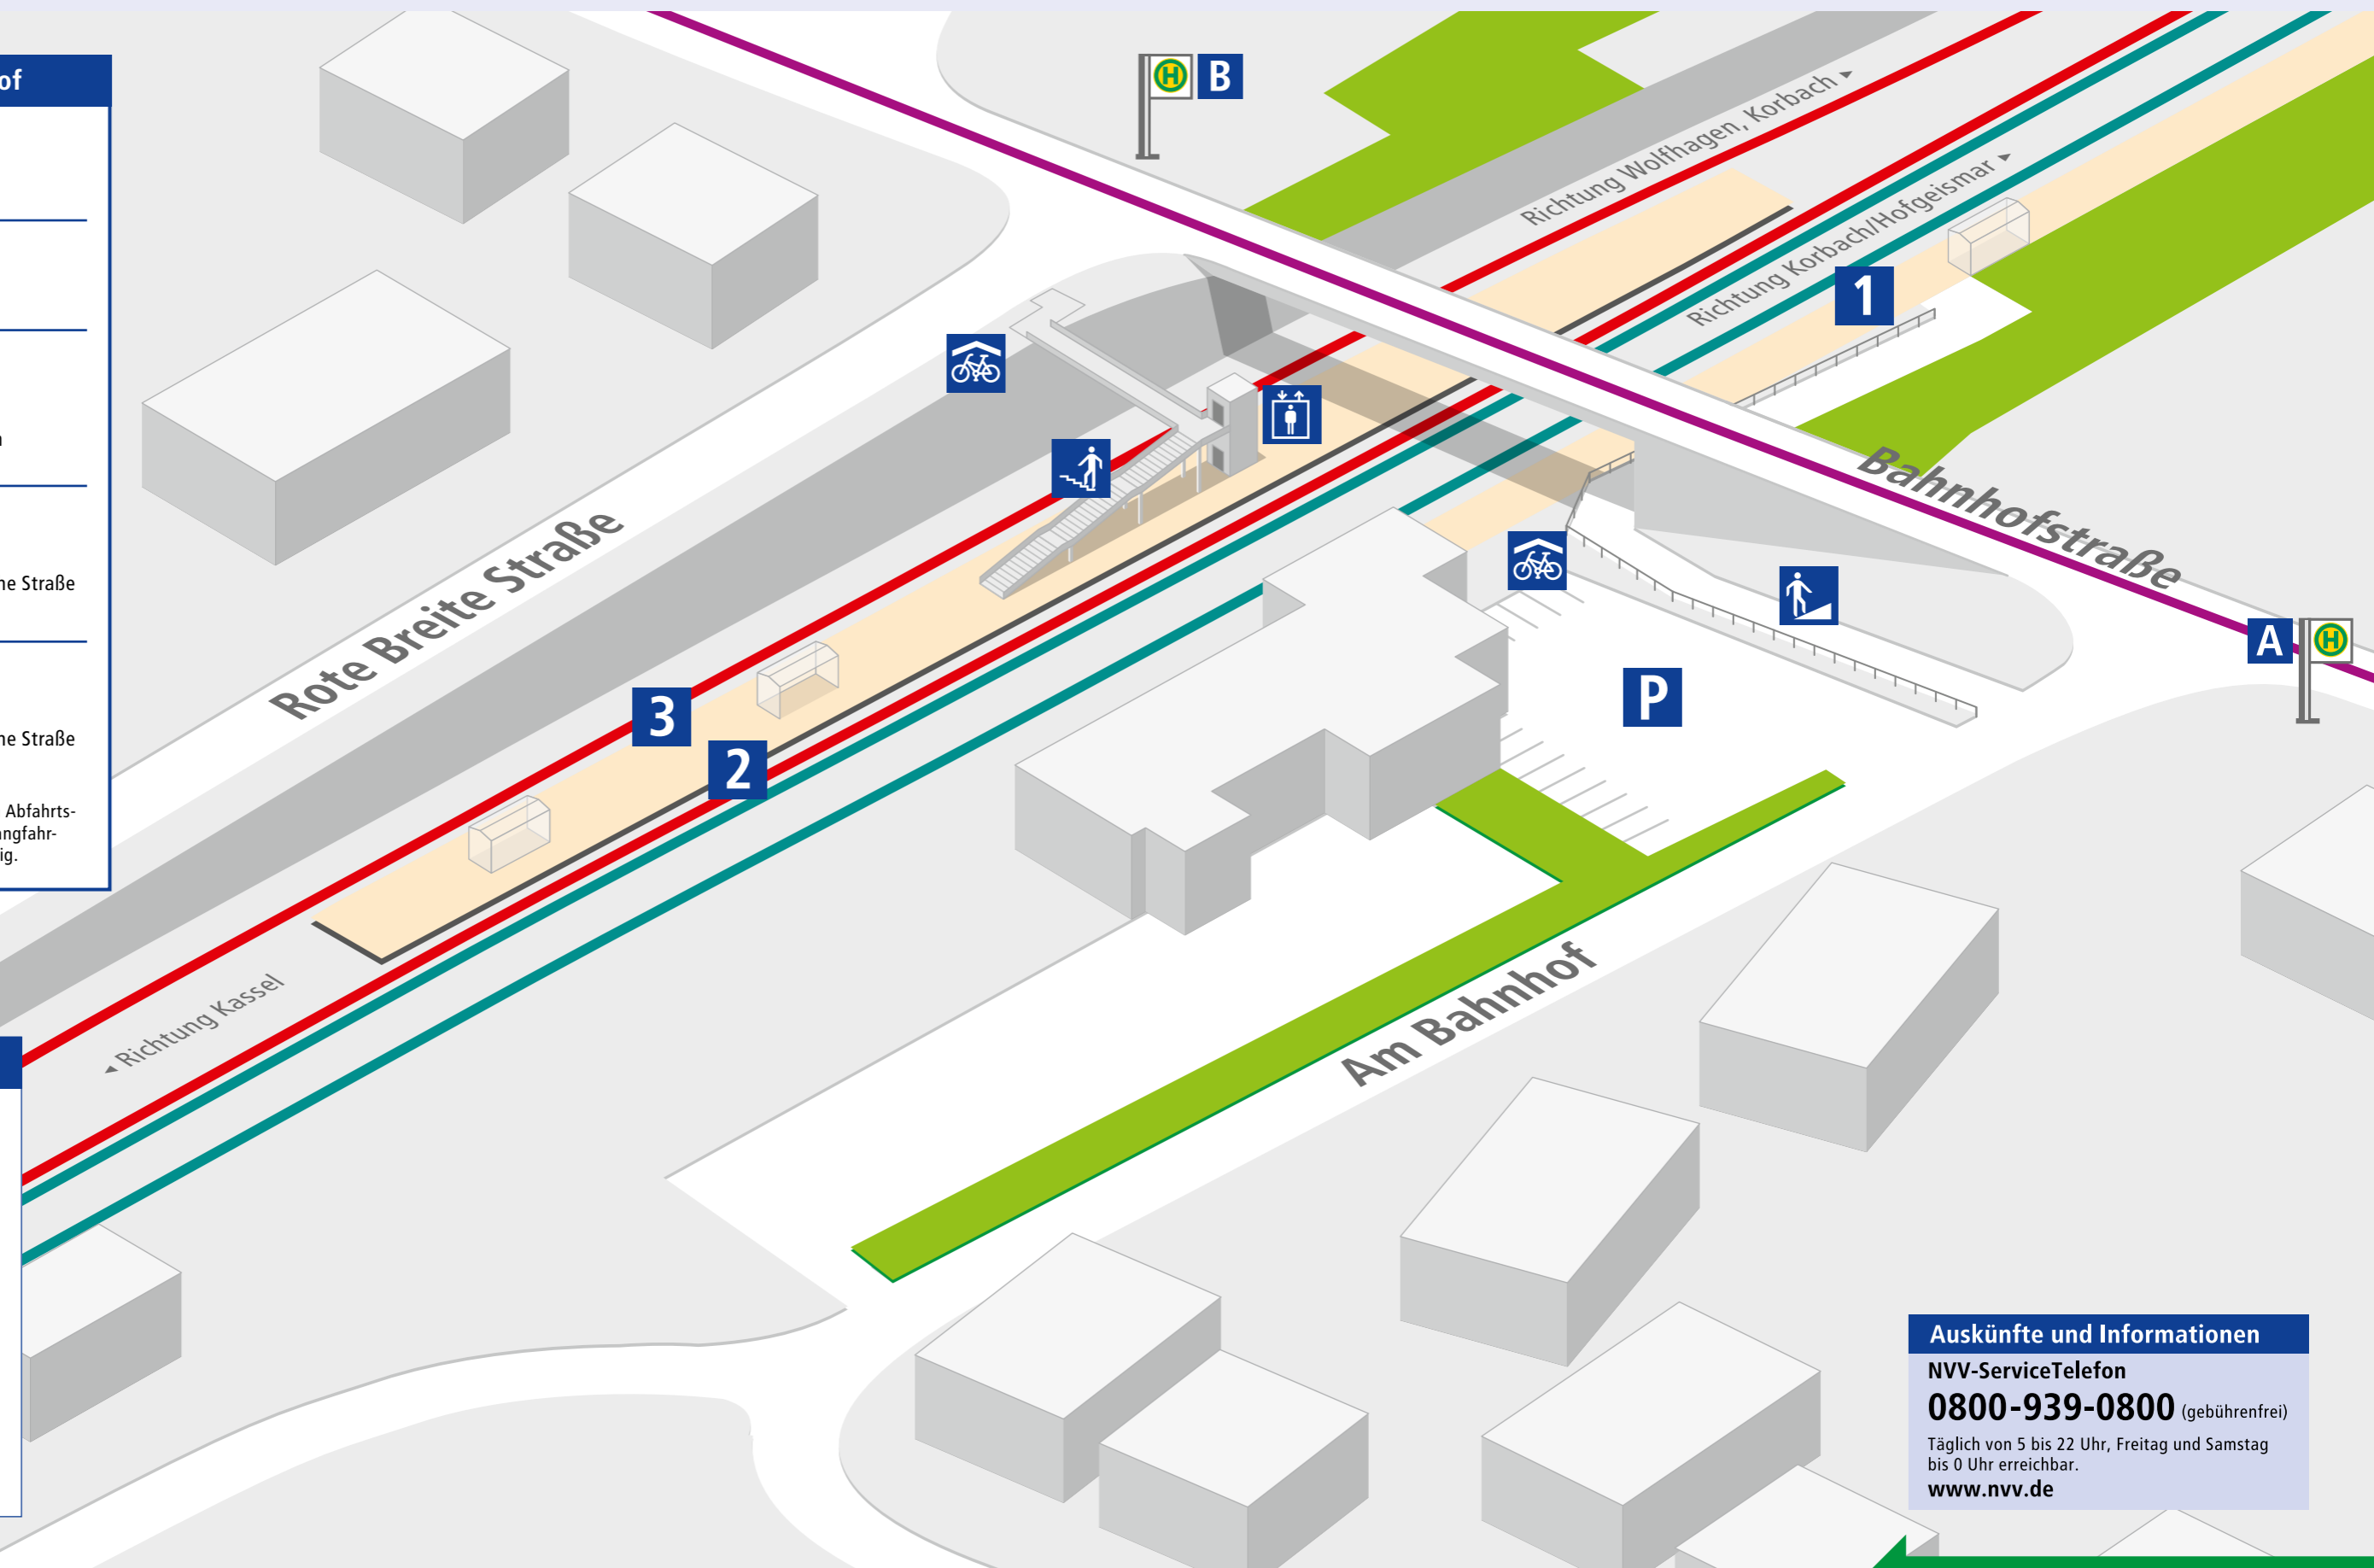 of
ne Straße
ne Straße
Abfahrts-
angfahr-
ig.
H B
Richtung Wolfhagen, Korbach
Richtung Korbach/Hofgeismar
1
Bahnhofstraße
Rote Breite Straße
3
2
P
A H
Richtung Kassel
Am Bahnhof
Auskünfte und Informationen
NVV-ServiceTelefon
0800-939-0800 (gebührenfrei)
Täglich von 5 bis 22 Uhr, Freitag und Samstag
bis 0 Uhr erreichbar.
www.nvv.de